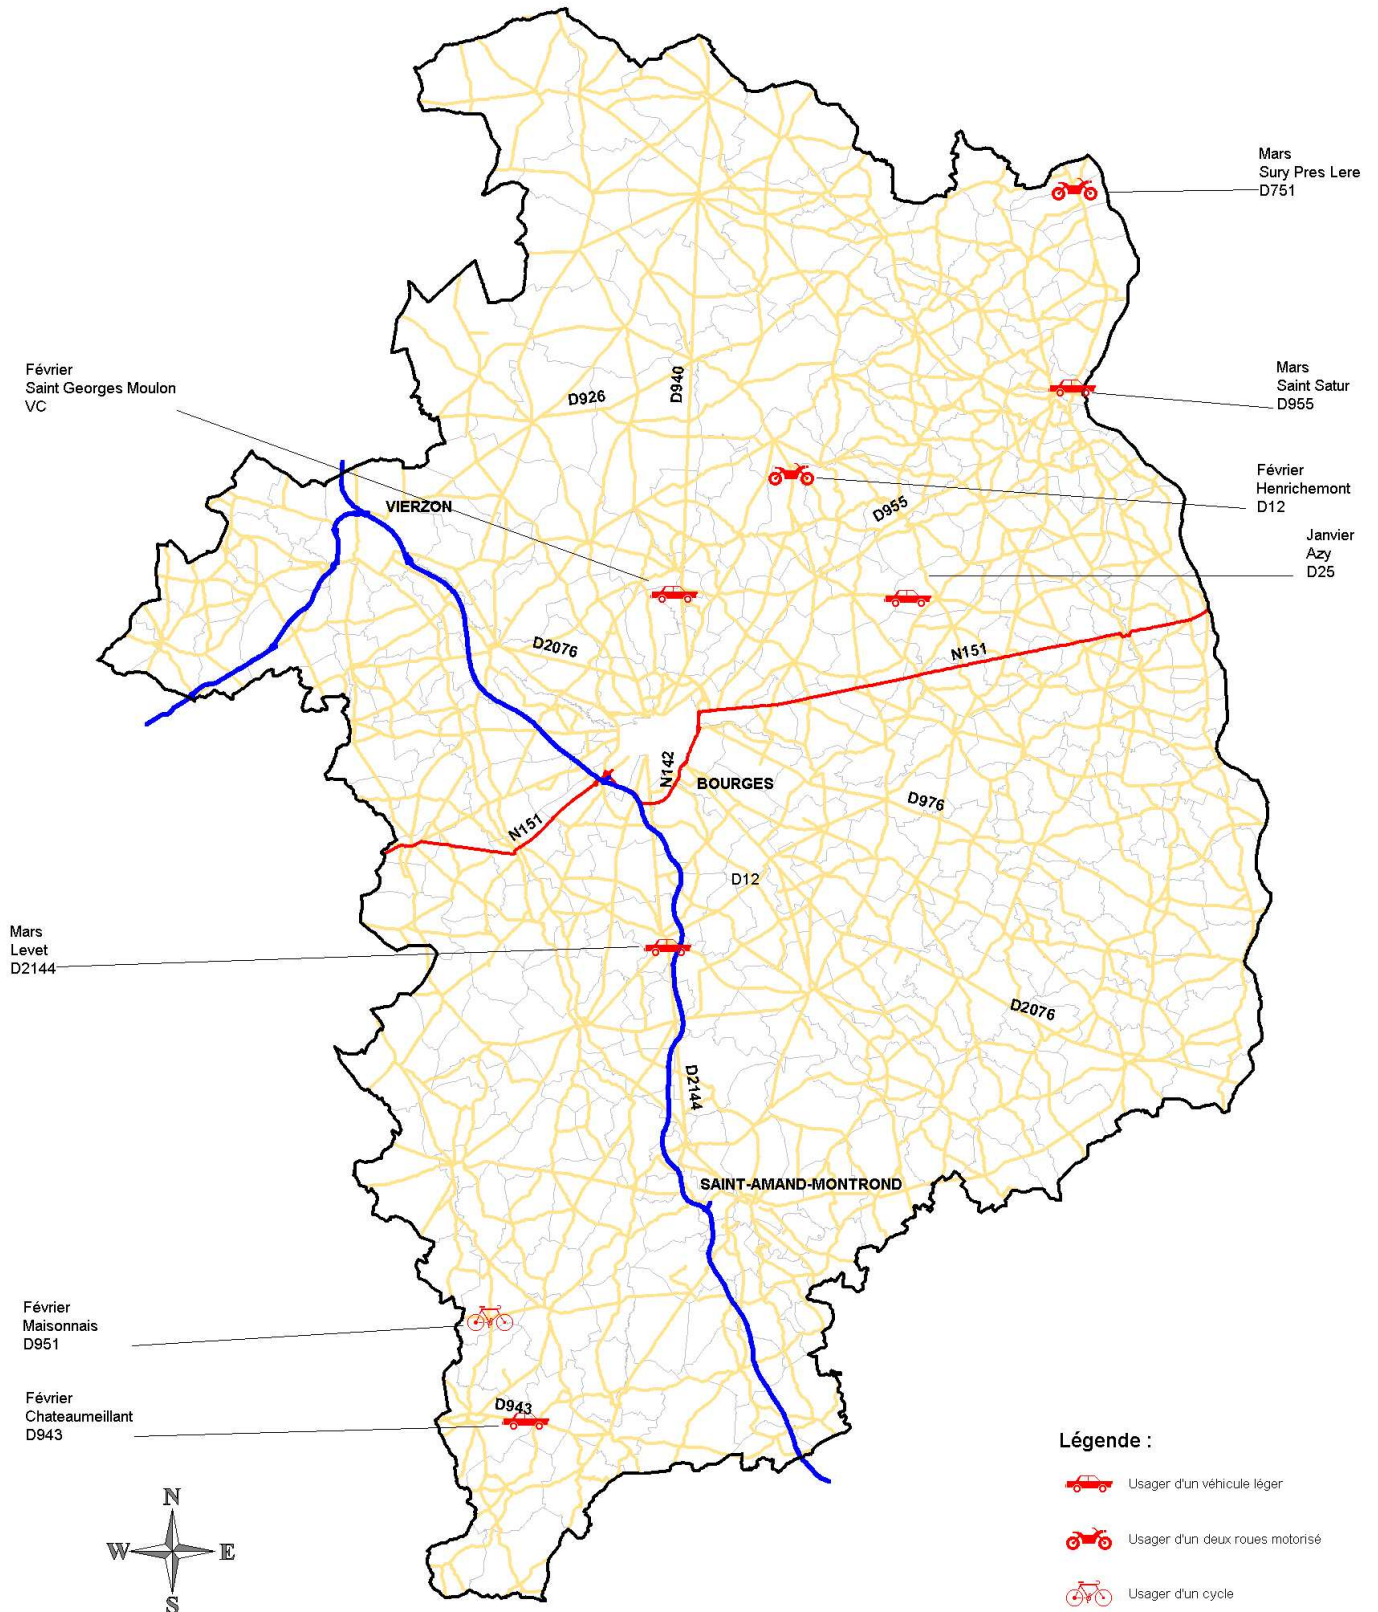 Mars
Sury Pres Lere
D751
Février
Saint Georges Moulon
VC
D926
D940
Mars
Saint Satur
D955
Février
Henrichemont
D12
VIERZON
D955
Janvier
Azy
D25
D2076
N151
N142
BOURGES
D976
N151
D12
Mars
Levet
D2144
D2076
D2144
SAINT-AMAND-MONTROND
Février
Maisonnais
D951
Février
Chateaumeillant
D943
D943
Légende :
Usager d'un véhicule léger
Usager d'un deux roues motorisé
Usager d'un cycle
N
W E
S